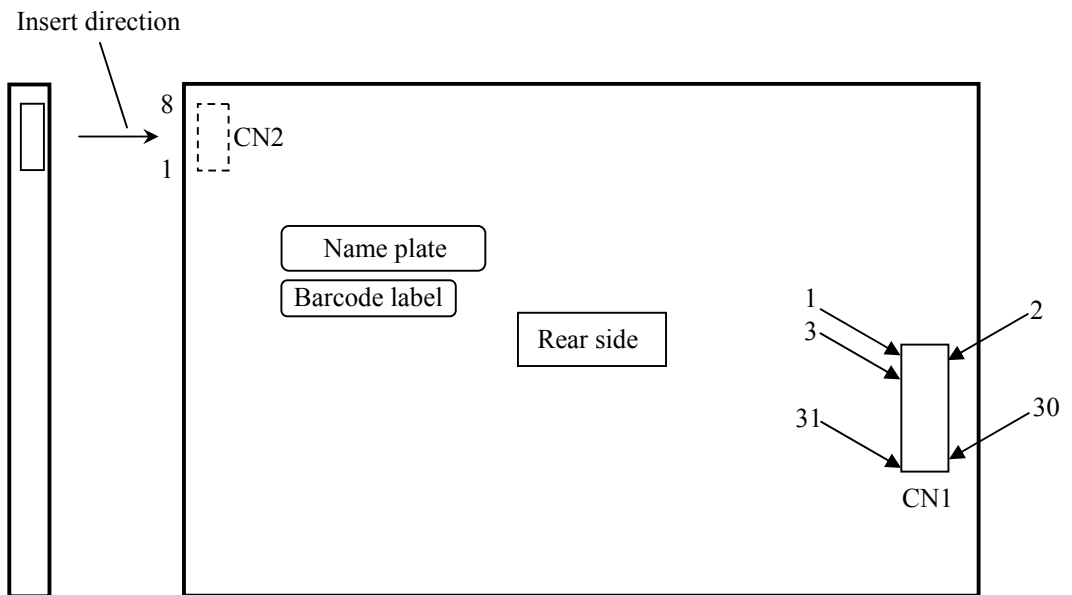 Insert direction
8
CN2
1
Name plate
Barcode label
Rear side
1
2
3
31
30
CN1